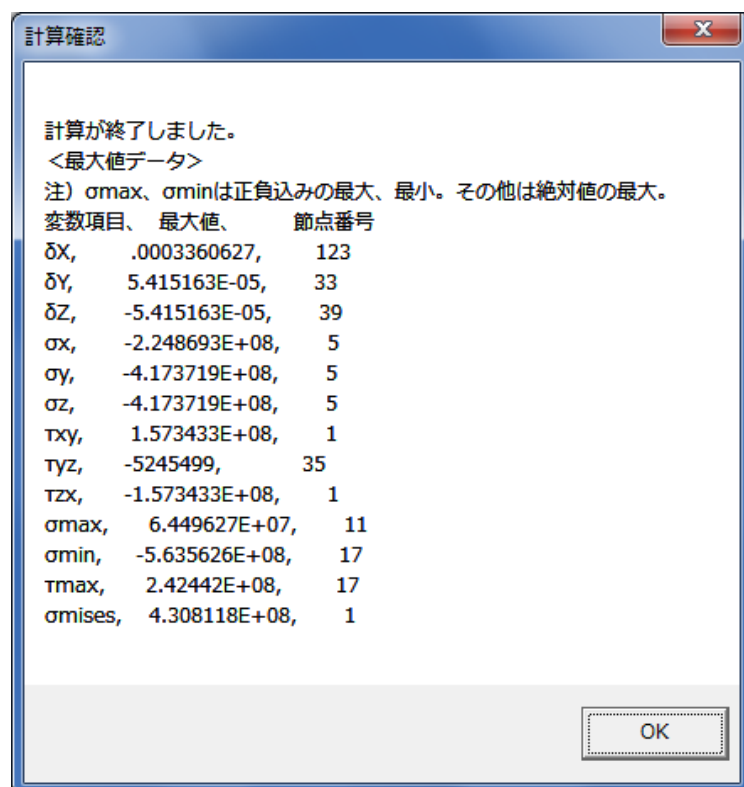 計算確認
計算が終了しました。
<最大値データ>
注）σmax、σminは正負込みの最大、最小。その他は絶対値の最大。
変数項目、 最大値、 節点番号
δX, .0003360627, 123
δY, 5.415163E-05, 33
δZ, -5.415163E-05, 39
σx, -2.248693E+08, 5
σy, -4.173719E+08, 5
σz, -4.173719E+08, 5
τxy, 1.573433E+08, 1
τyz, -5245499, 35
τzx, -1.573433E+08, 1
σmax, 6.449627E+07, 11
σmin, -5.635626E+08, 17
τmax, 2.42442E+08, 17
σmises, 4.308118E+08, 1
OK